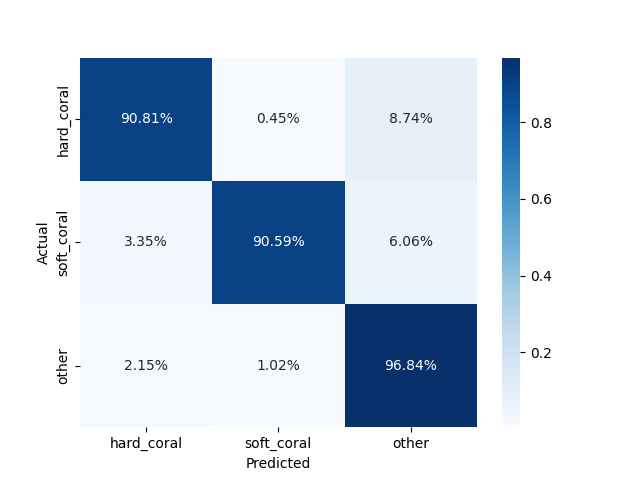 hard_coral 90.81% 0.45% 8.74%
soft_coral 3.35% 90.59% 6.06%
other 2.15% 1.02% 96.84%
hard_coral soft_coral other
Predicted
Actual
0.8
0.6
0.4
0.2